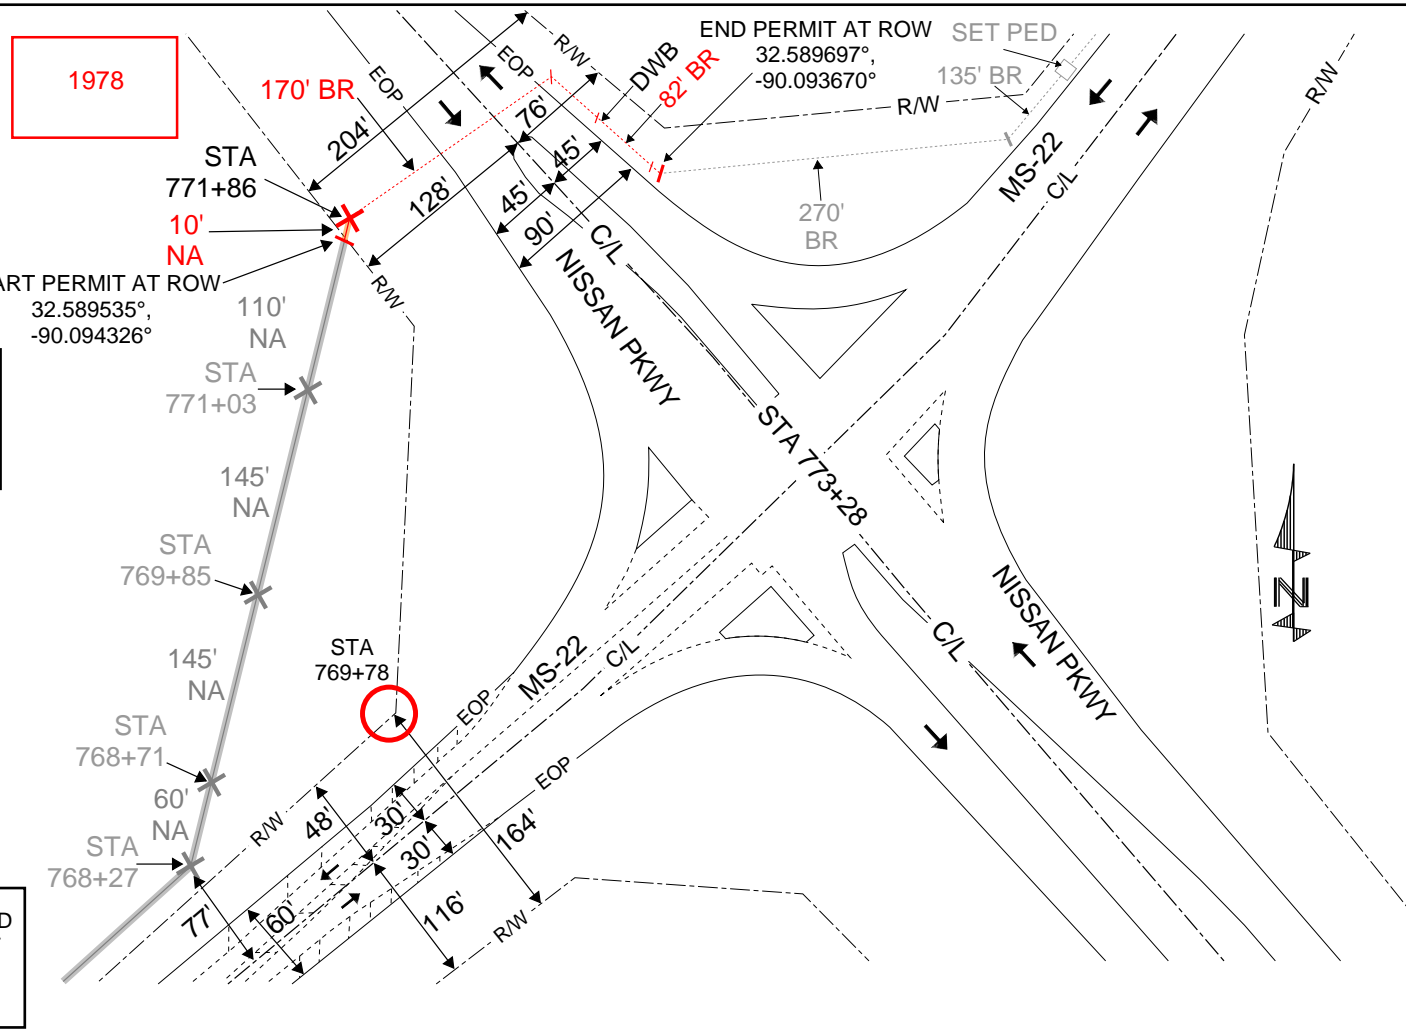 1978
170' BR
EOP
EOP
R/W
DWB
82' BR
END PERMIT AT ROW
32.589697°,
-90.093670°
SET PED
135' BR
R/W
R/W
204'
76'
STA
771+86
128'
45'
45'
90'
10'
NA
ART PERMIT AT ROW
32.589535°,
-90.094326°
R/W
C/L
NISSAN PKWY
270'
BR
MS-22
C/L
110'
NA
STA
771+03
145'
NA
STA 773+28
STA
769+85
145'
NA
STA
769+78
MS-22
C/L
EOP
EOP
C/L
NISSAN PKWY
N
STA
768+71
60'
NA
STA
768+27
R/W
48'
30'
30'
164'
77'
60'
116'
R/W
D